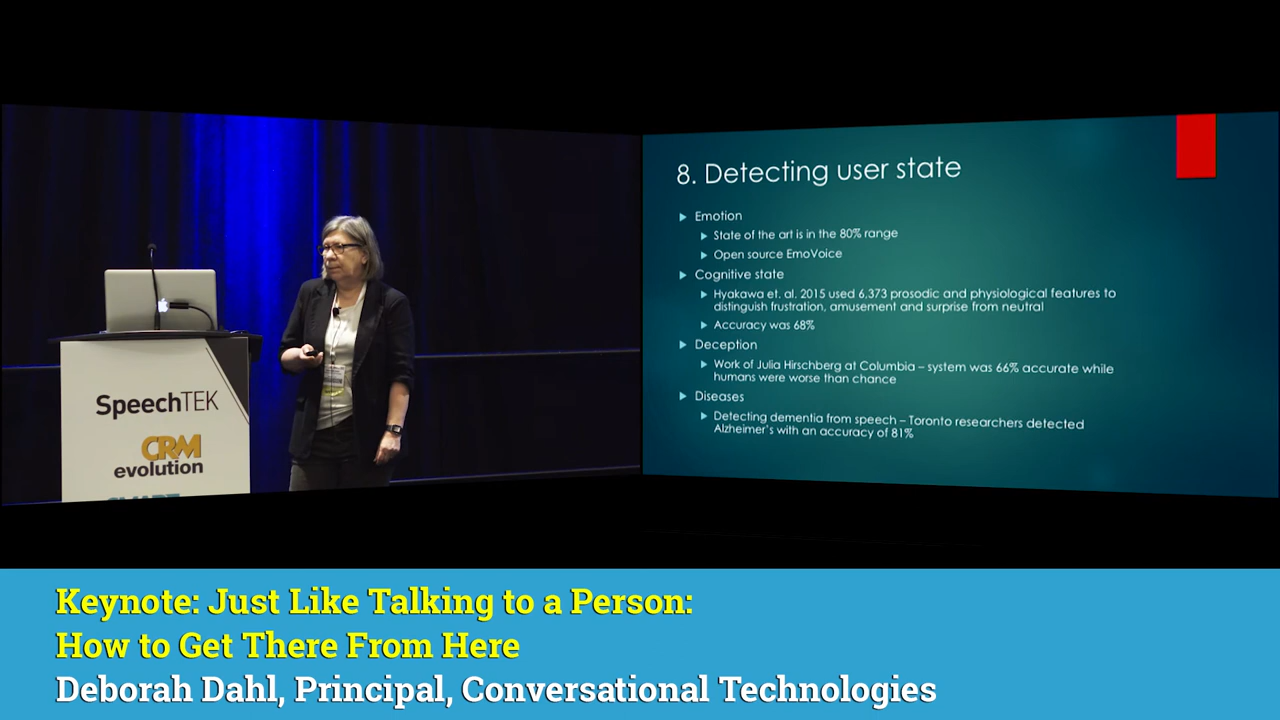 SpeechTEK
CRM
evolution
8. Detecting user state
Emotion
State of the art is in the 80% range
Open source EmoVoice
Cognitive state
Hyakawa et. al. 2015 used 6,373 prosodic and physiological features to
distinguish frustration, amusement and surprise from neutral
Accuracy was 68%
Deception
Work of Julia Hirschberg at Columbia – system was 66% accurate while
humans were worse than chance
Diseases
Detecting dementia from speech – Toronto researchers detected
Alzheimer's with an accuracy of 81%
Keynote: Just Like Talking to a Person:
How to Get There From Here
Deborah Dahl, Principal, Conversational Technologies